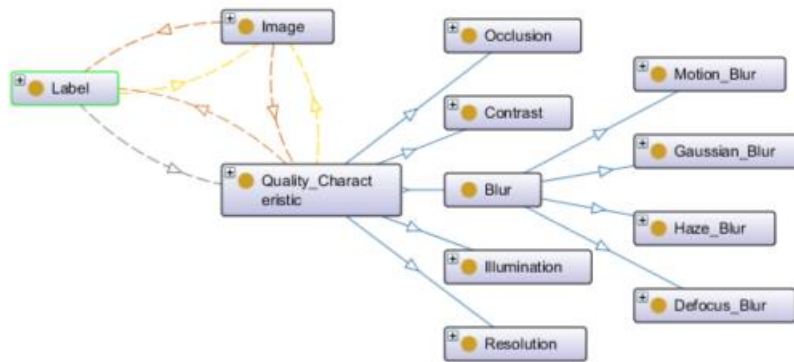 Image
Label
Quality_Charact
eristic
Occlusion
Contrast
Blur
Illumination
Resolution
Motion_Blur
Gaussian_Blur
Haze_Blur
Defocus_Blur